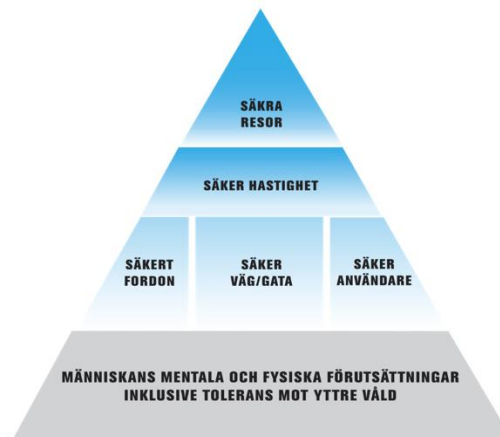 SÄKRA
RESOR
SÄKER HASTIGHET
SÄKERT
FORDON
SÄKER
VÄG/GATA
SÄKER
ANVÄNDARE
MÄNNISKANS MENTALA OCH FYSISKA FÖRUTSÄTTNINGAR
INKLUSIVE TOLERANS MOT YTTRE VÅLD